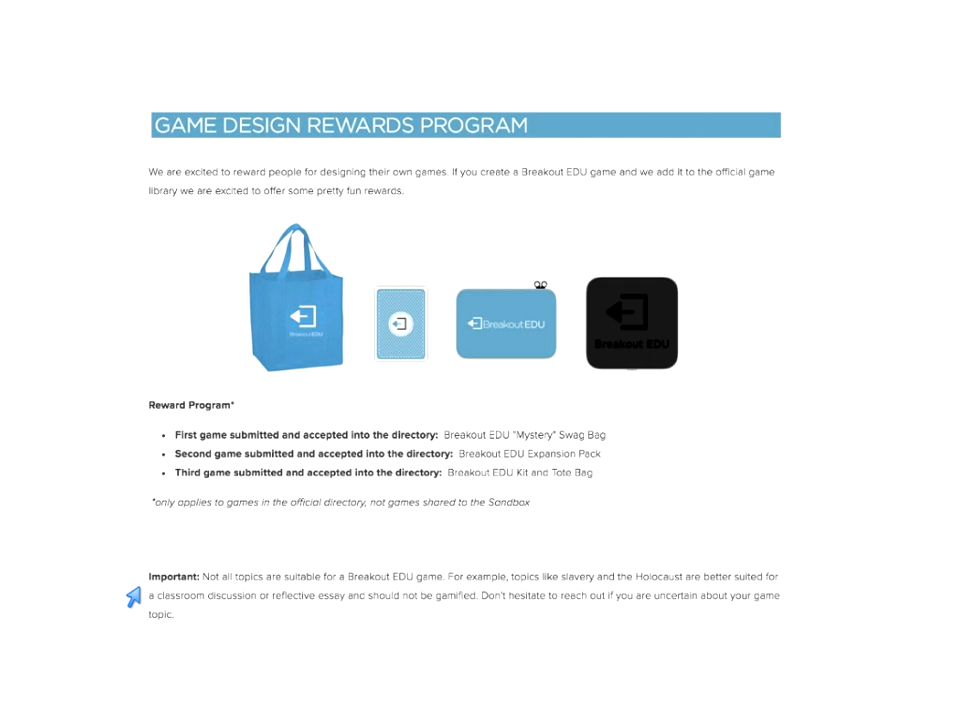 GAME DESIGN REWARDS PROGRAM
We are excited to reward people for designing their own games. If you create a Breakout EDU game and we add it to the official game
library we are excited to offer some pretty fun rewards.
Breakout EDU
Breakout EDU
Breakout EDU
Reward Program*
• First game submitted and accepted into the directory: Breakout EDU "Mystery" Swag Bag
• Second game submitted and accepted into the directory: Breakout EDU Expansion Pack
• Third game submitted and accepted into the directory: Breakout EDU Kit and Tote Bag
*only applies to games in the official directory, not games shared to the Sandbox
Important: Not all topics are suitable for a Breakout EDU game. For example, topics like slavery and the Holocaust are better suited for
a classroom discussion or reflective essay and should not be gamified. Don't hesitate to reach out if you are uncertain about your game
topic.